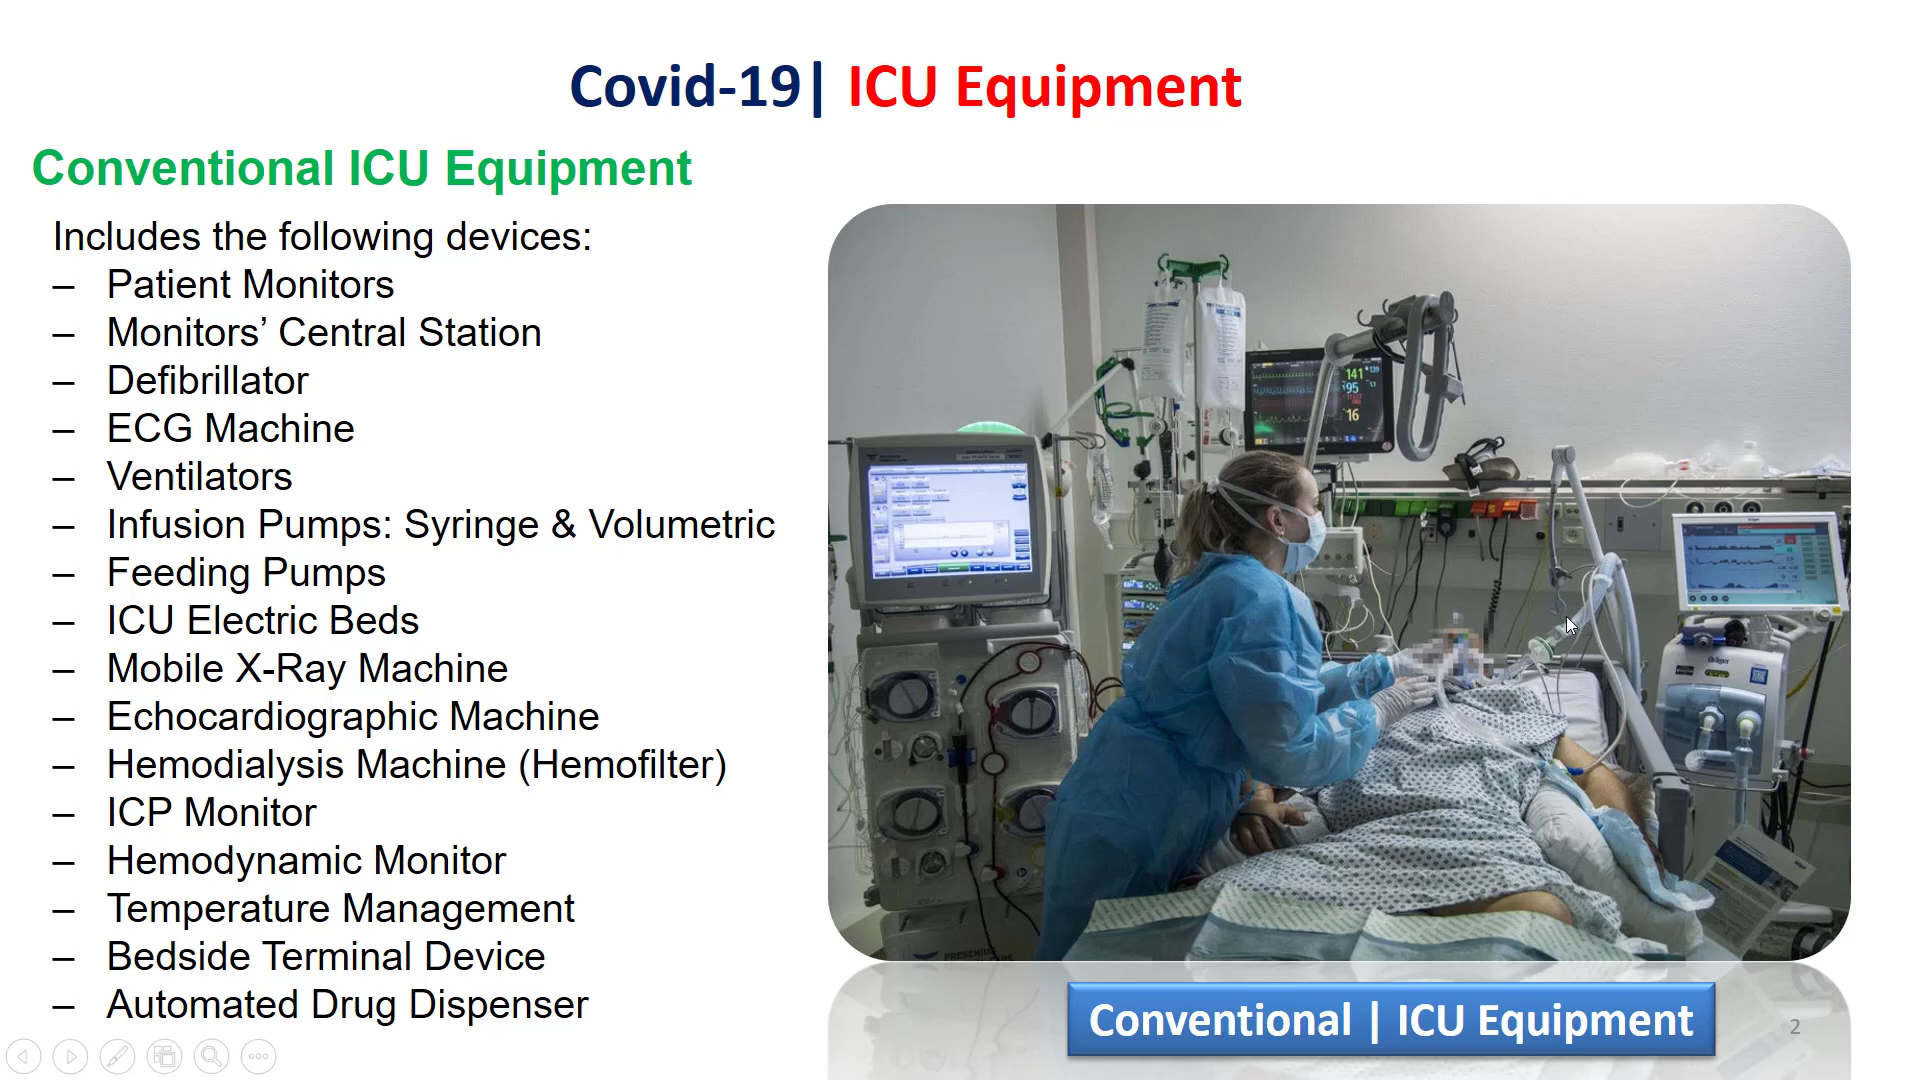 Covid-19| ICU Equipment
Conventional ICU Equipment
Includes the following devices:
– Patient Monitors
– Monitors’ Central Station
– Defibrillator
– ECG Machine
– Ventilators
– Infusion Pumps: Syringe & Volumetric
– Feeding Pumps
– ICU Electric Beds
– Mobile X-Ray Machine
– Echocardiographic Machine
– Hemodialysis Machine (Hemofilter)
– ICP Monitor
– Hemodynamic Monitor
– Temperature Management
– Bedside Terminal Device
– Automated Drug Dispenser
141
139
95
16
Dräger
Conventional | ICU Equipment
2